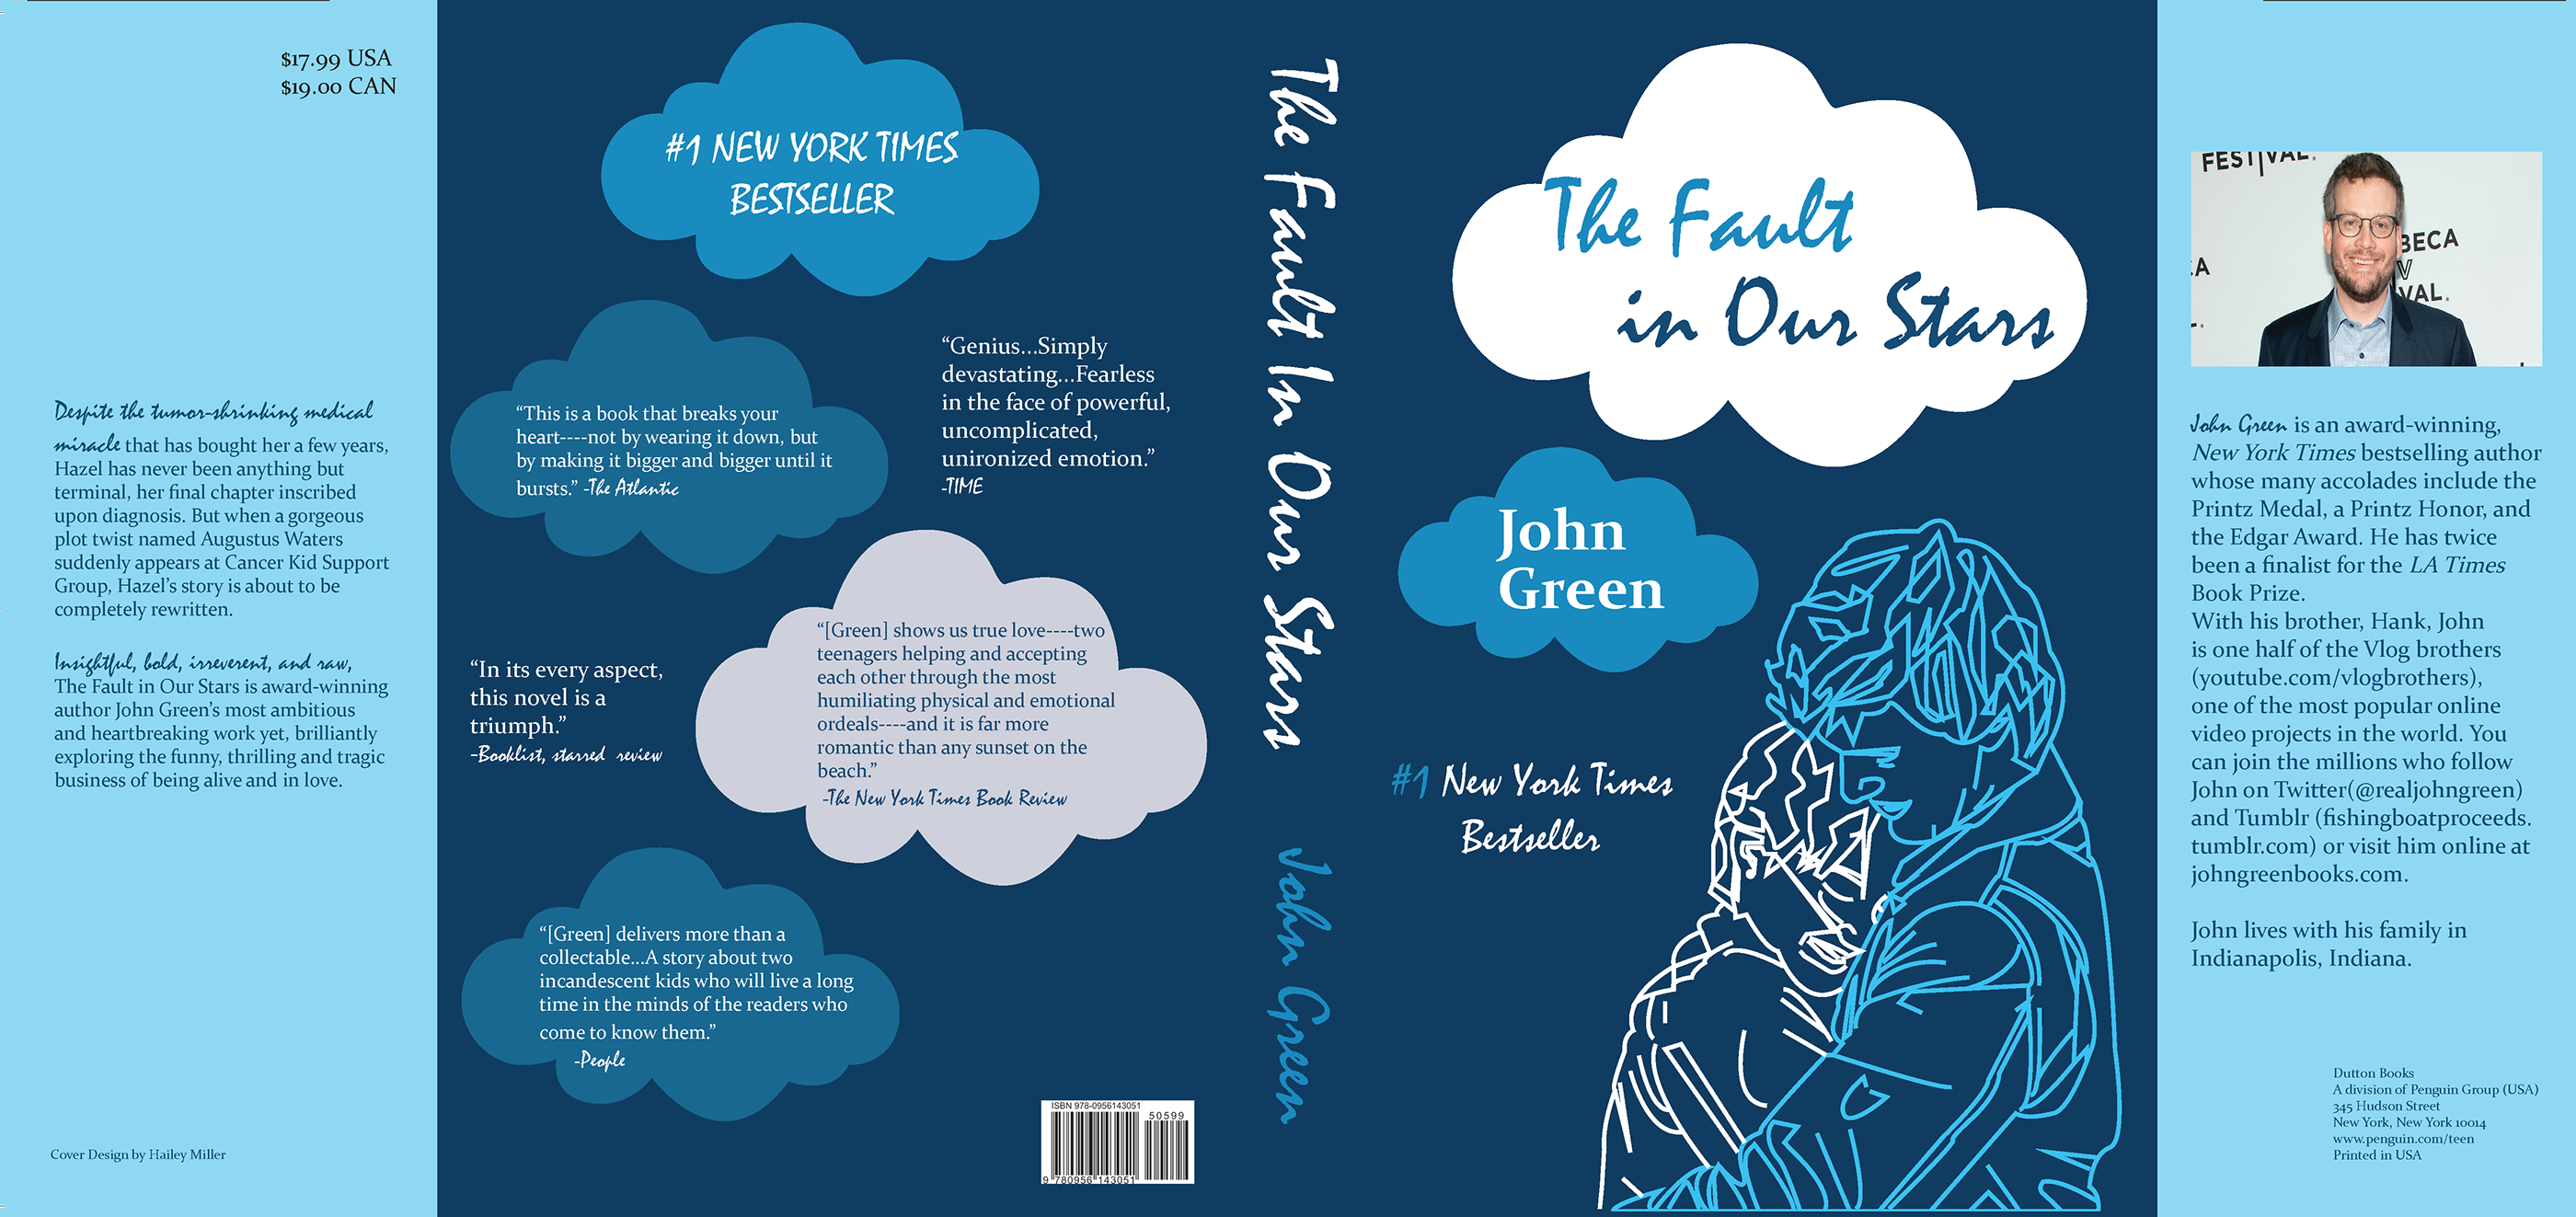 $17.99 USA
$19.00 CAN
Despite the tumor-shrinking medical
miracle that has bought her a few years,
Hazel has never been anything but
terminal, her final chapter inscribed
upon diagnosis. But when a gorgeous
plot twist named Augustus Waters
suddenly appears at Cancer Kid Support
Group, Hazel's story is about to be
completely rewritten.
Insightful, bold, irreverent, and raw,
The Fault in Our Stars is award-winning
author John Green's most ambitious
and heartbreaking work yet, brilliantly
exploring the funny, thrilling and tragic
business of being alive and in love.
Cover Design by Hailey Miller
#1 NEW YORK TIMES
BESTSELLER
“This is a book that breaks your
heart----not by wearing it down, but
by making it bigger and bigger until it
bursts.” -The Atlantic
“Genius...Simply
devastating...Fearless
in the face of powerful,
uncomplicated,
unironized emotion.”
-TIME
“In its every aspect,
this novel is a
triumph.”
-Booklist, starred review
“[Green] shows us true love----two
teenagers helping and accepting
each other through the most
humiliating physical and emotional
ordeals----and it is far more
romantic than any sunset on the
beach.”
-The New York Times Book Review
“[Green] delivers more than a
collectable...A story about two
incandescent kids who will live a long
time in the minds of the readers who
come to know them.”
-People
ISBN 978-0956143051
50599
9 780956 143051
The Fault In Our Stars
John Green
The Fault
in Our Stars
John
Green
#1 New York Times
Bestseller
FESTIVAL.
BECA
CA
V
VAL.
L.
John Green is an award-winning,
New York Times bestselling author
whose many accolades include the
Printz Medal, a Printz Honor, and
the Edgar Award. He has twice
been a finalist for the LA Times
Book Prize.
With his brother, Hank, John
is one half of the Vlog brothers
(youtube.com/vlogbrothers),
one of the most popular online
video projects in the world. You
can join the millions who follow
John on Twitter(@realjohngreen)
and Tumblr (fishingboatproceeds.
tumblr.com) or visit him online at
johngreenbooks.com.
John lives with his family in
Indianapolis, Indiana.
Dutton Books
A division of Penguin Group (USA)
345 Hudson Street
New York, New York 10014
www.penguin.com/teen
Printed in USA